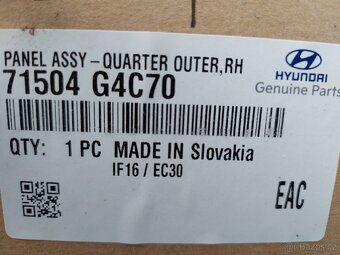 PANEL ASSY-QUARTER OUTER,RH
71504 G4C70
HYUNDAI
Genuine Parts
QTY: 1 PC MADE IN Slovakia
IF16 / EC30
EAC